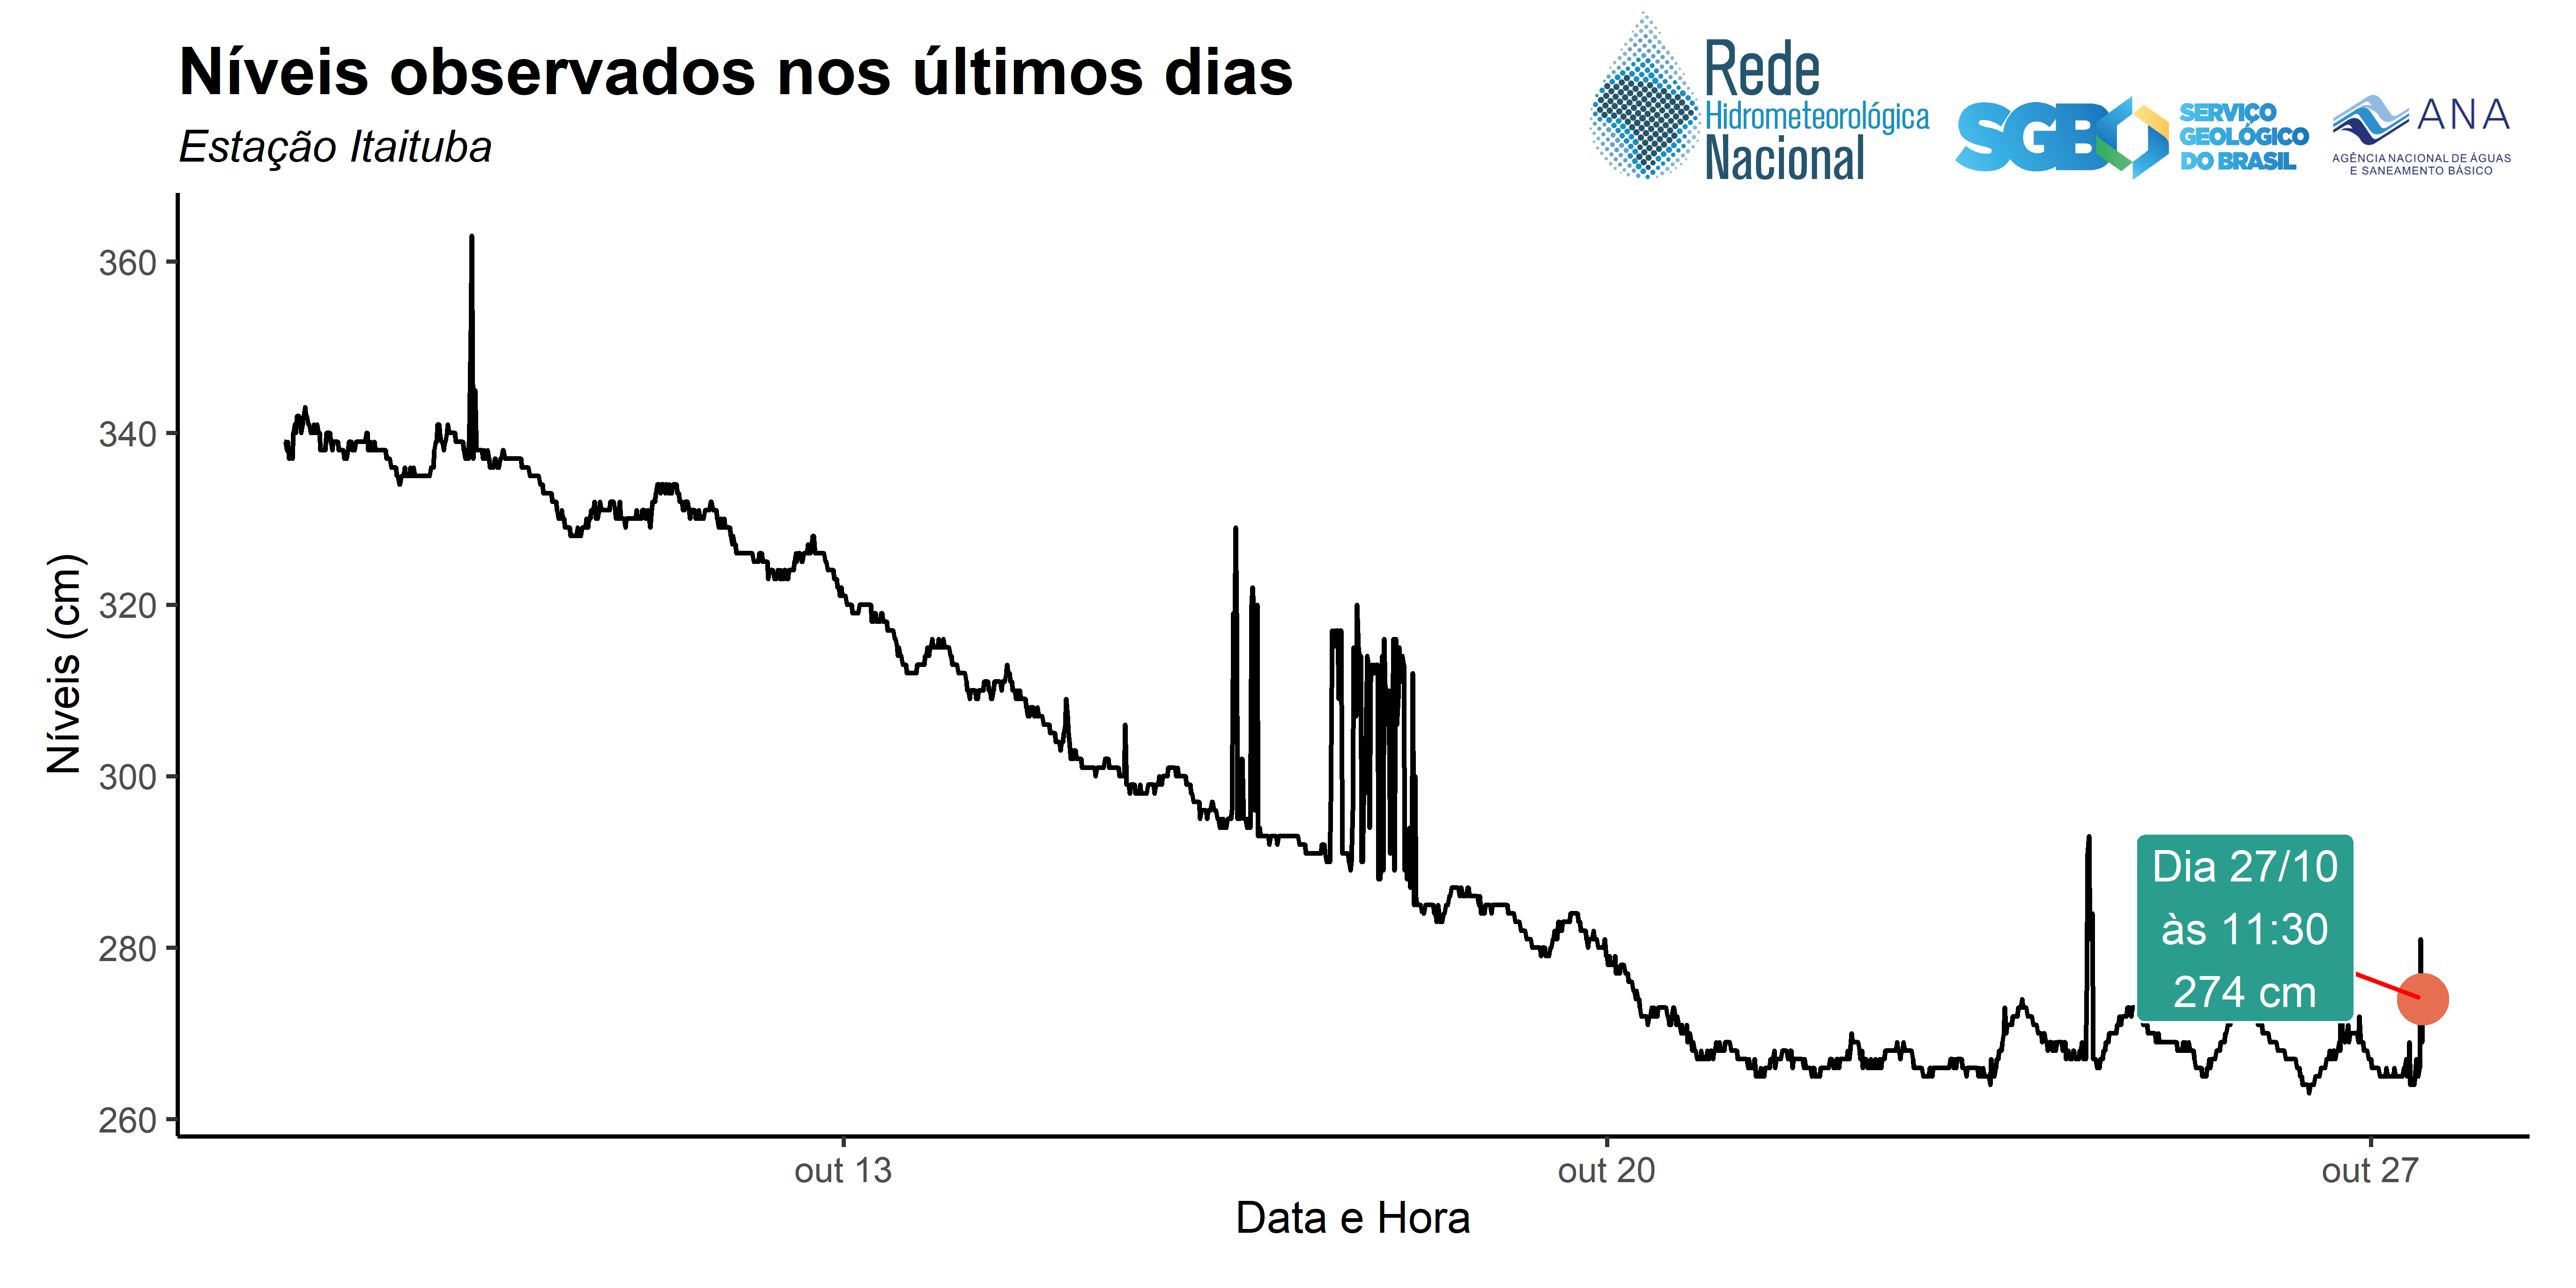 Níveis observados nos últimos dias
Estação Itaituba
Rede
Hidrometeorológica
Nacional
SGB
SERVIÇO
GEOLÓGICO
DO BRASIL
ANA
AGÊNCIA NACIONAL DE ÁGUAS
E SANEAMENTO BÁSICO
Níveis (cm)
360
340
320
300
280
260
Dia 27/10
às 11:30
274 cm
out 13
out 20
out 27
Data e Hora